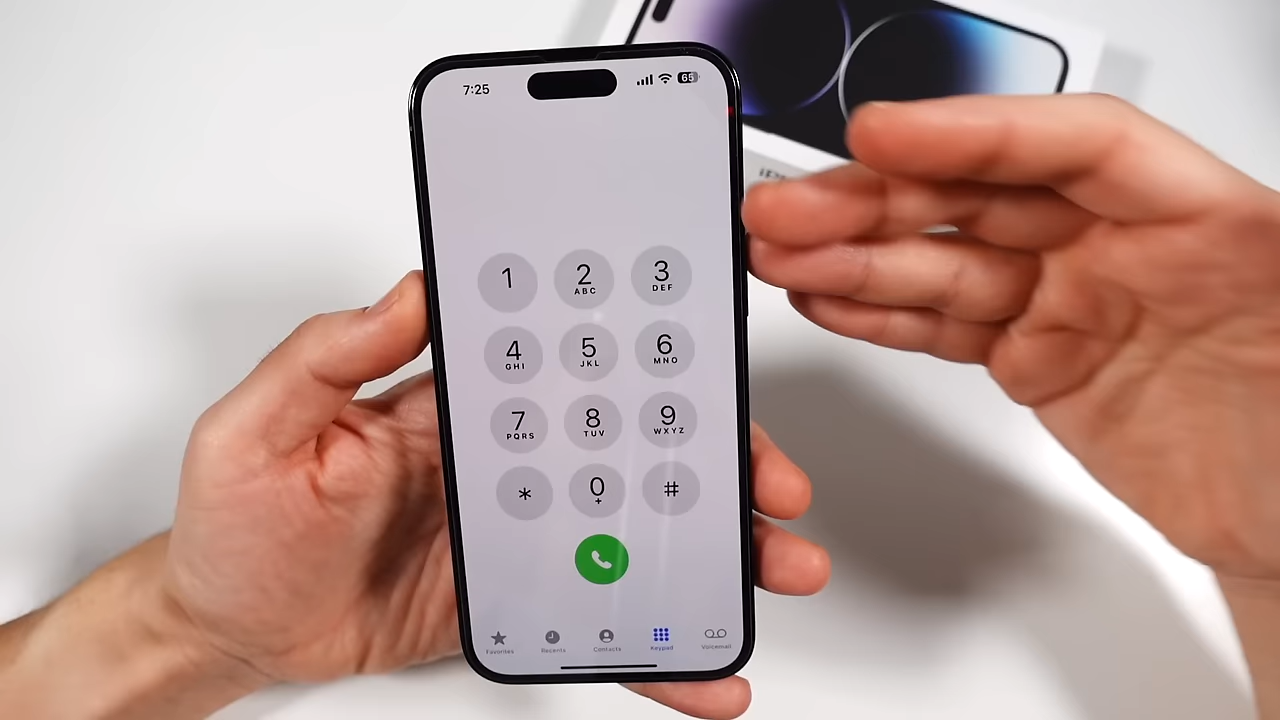 7:25 65
1 2 3
ABC DEF
4 5 6
GHI JKL MNO
7 8 9
PQRS TUV WXYZ
* 0 #
+
Favorites Recents Contacts Keypad Voicemail